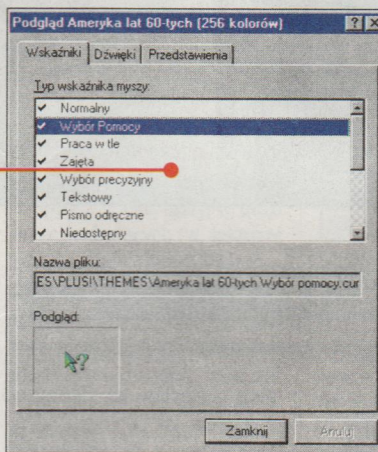 Podgląd Ameryka lat 60-tych (256 kolorów)
Wskaźniki Dźwięki Przedstawienia
Typ wskaźnika myszy:
Normalny
Wybór Pomocy
Praca w tle
Zajęta
Wybór precyzyjny
Tekstowy
Pismo odręczne
Niedostępny
Nazwa pliku:
ES\PLUS!\THEMES\Ameryka lat 60-tych Wybór pomocy.cur
Podgląd:
?
Zamknij Anuluj